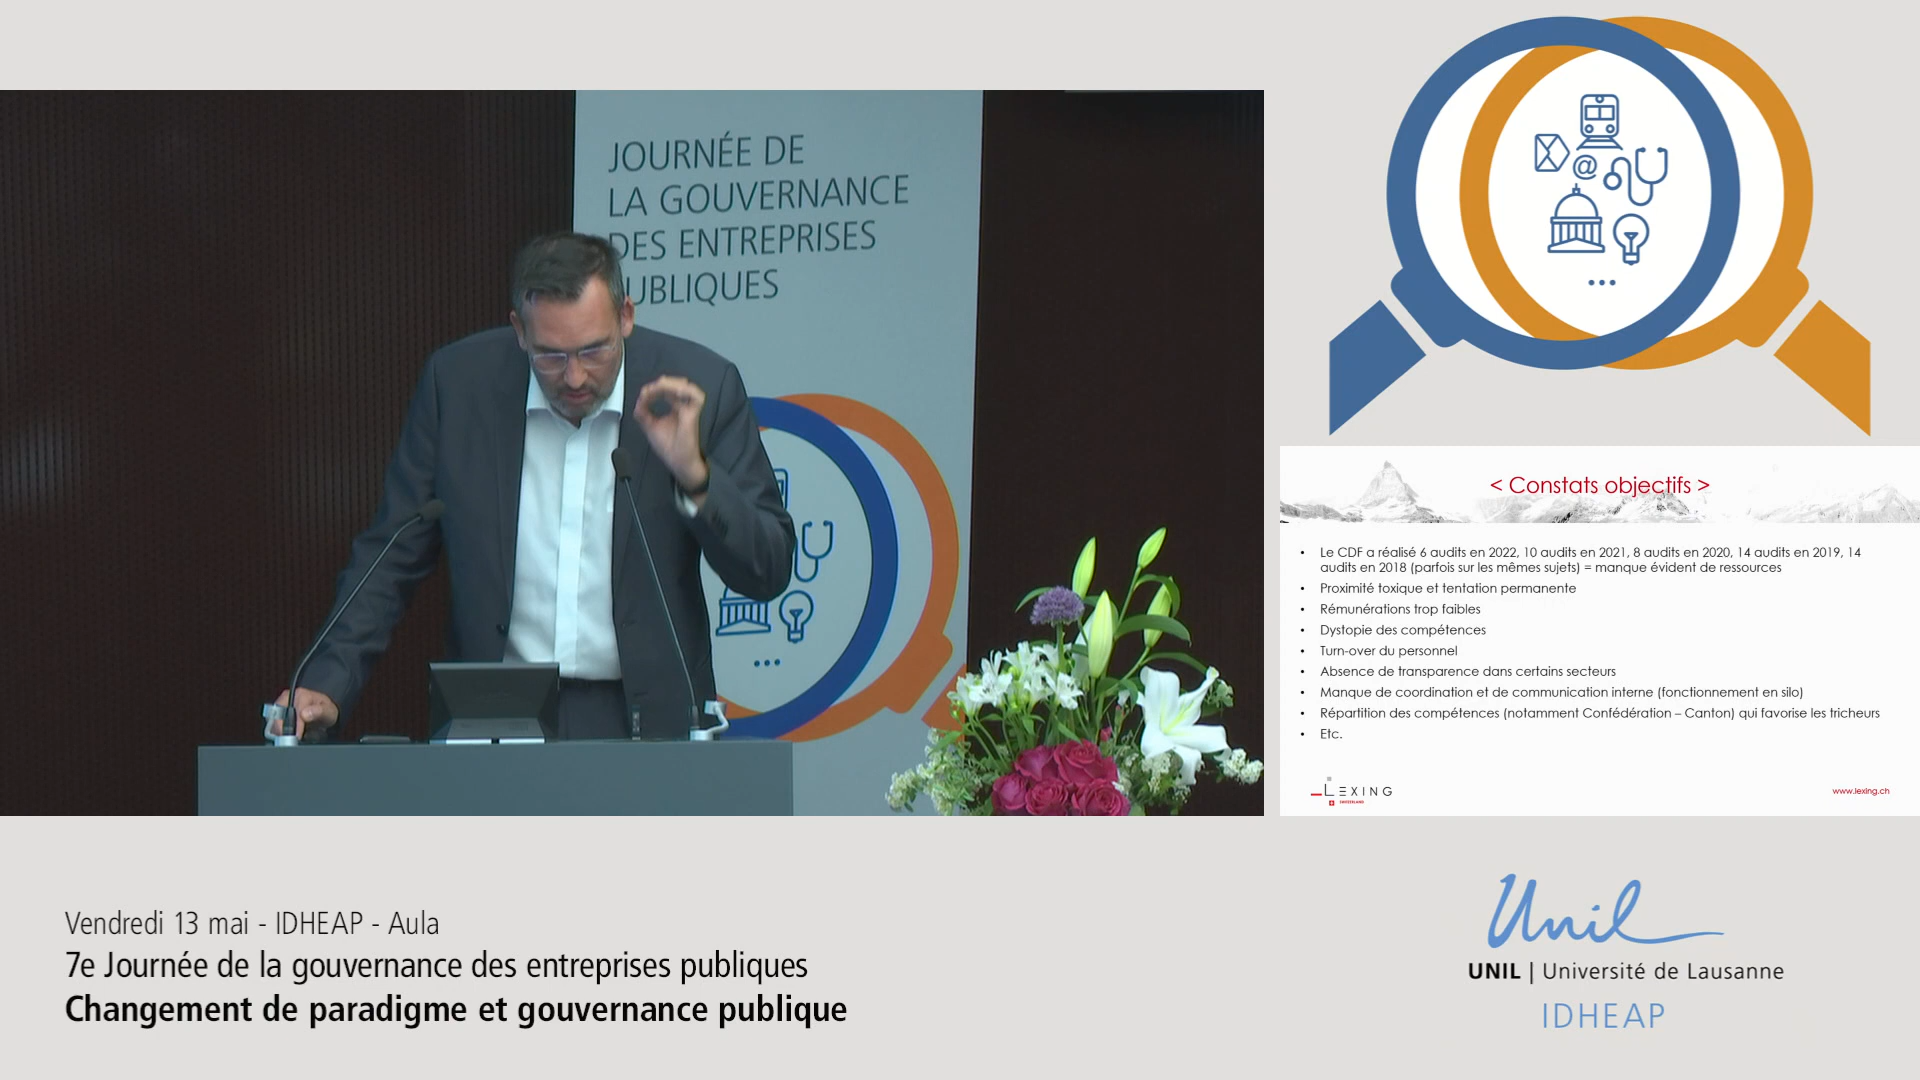 JOURNÉE DE
LA GOUVERNANCE
DES ENTREPRISES
UBLIQUES
@
< Constats objectifs >
• Le CDF a réalisé 6 audits en 2022, 10 audits en 2021, 8 audits en 2020, 14 audits en 2019, 14
audits en 2018 (parfois sur les mêmes sujets) = manque évident de ressources
• Proximité toxique et tentation permanente
• Rémunérations trop faibles
• Dystopie des compétences
• Turn-over du personnel
• Absence de transparence dans certains secteurs
• Manque de coordination et de communication interne (fonctionnement en silo)
• Répartition des compétences (notamment Confédération – Canton) qui favorise les tricheurs
• Etc.
LEXING
SWITZERLAND
www.lexing.ch
Vendredi 13 mai - IDHEAP - Aula
7e Journée de la gouvernance des entreprises publiques
Changement de paradigme et gouvernance publique
Unil
UNIL | Université de Lausanne
IDHEAP